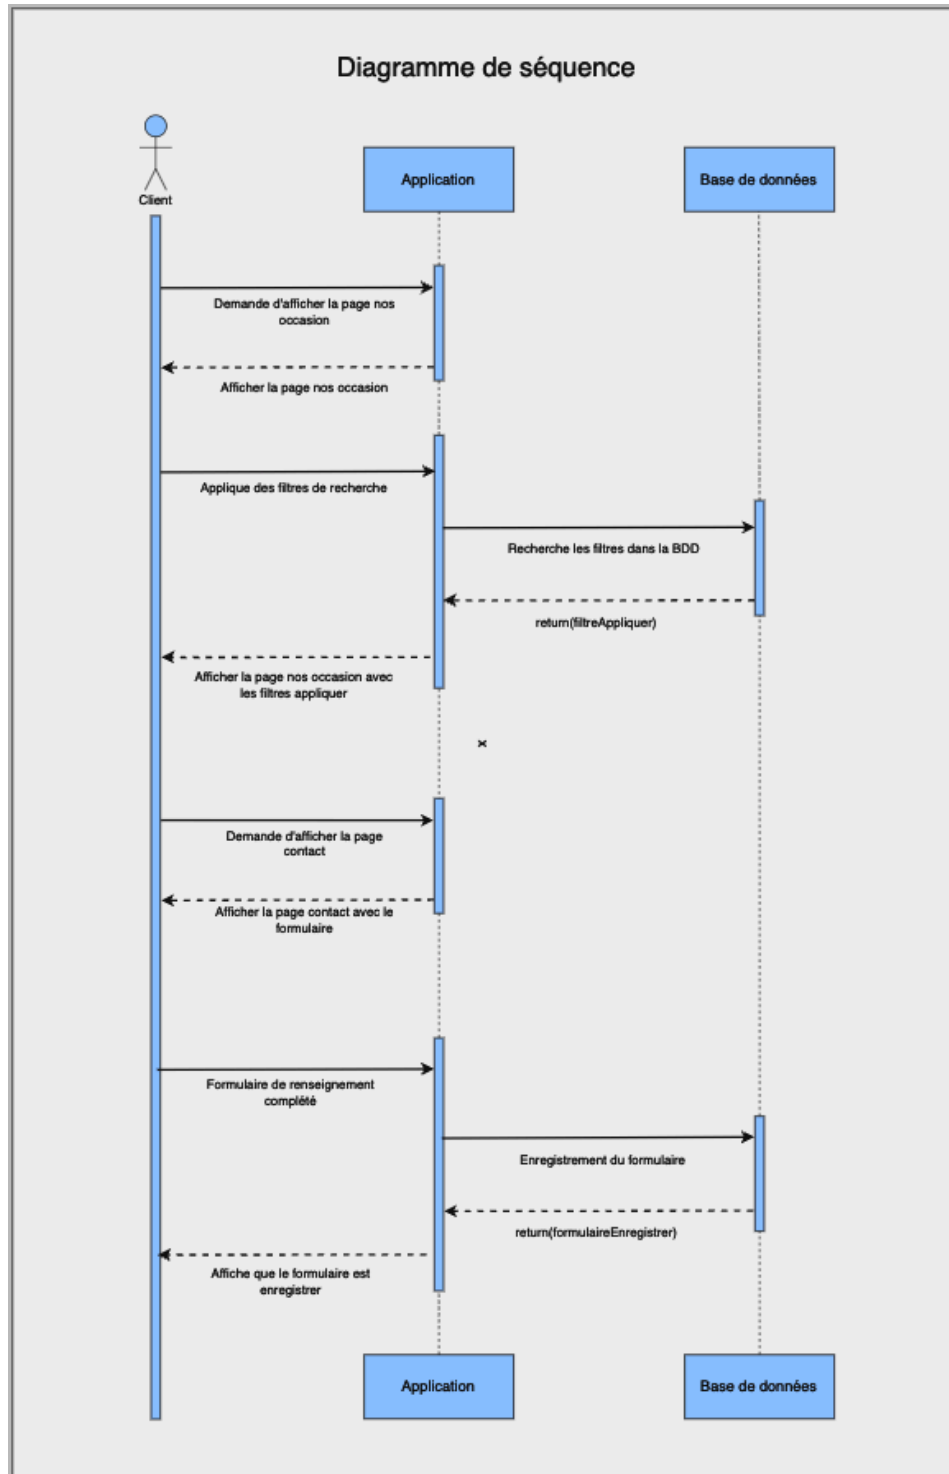 Diagramme de séquence
Client
Application
Base de données
Demande d'afficher la page nos
occasion
Afficher la page nos occasion
Applique des filtres de recherche
Recherche les filtres dans la BDD
return(filtreAppliquer)
Afficher la page nos occasion avec
les filtres appliquer
x
Demande d'afficher la page
contact
Afficher la page contact avec le
formulaire
Formulaire de renseignement
complété
Enregistrement du formulaire
return(formulaireEnregistrer)
Affiche que le formulaire est
enregistrer
Application
Base de données